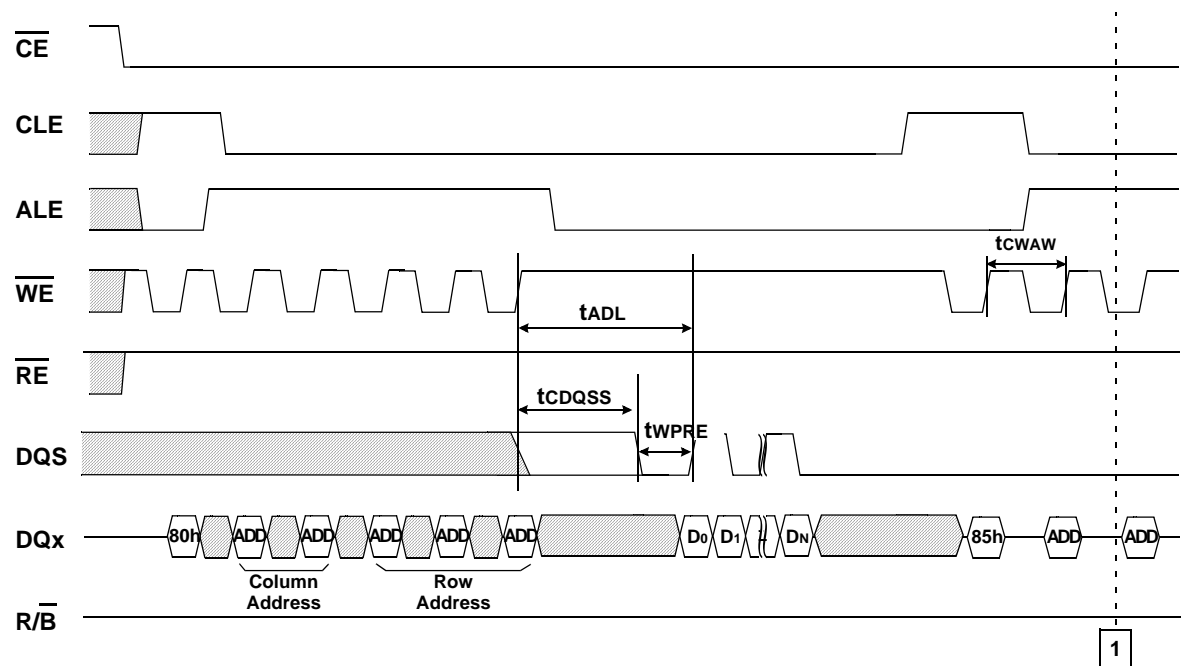 CE
CLE
ALE
tCWAW
WE
tADL
RE
tCDQSS
tWPRE
DQS
DQx 80h ADD ADD ADD ADD ADD D0 D1 DN 85h ADD ADD
Column Address
Row Address
R/B
1